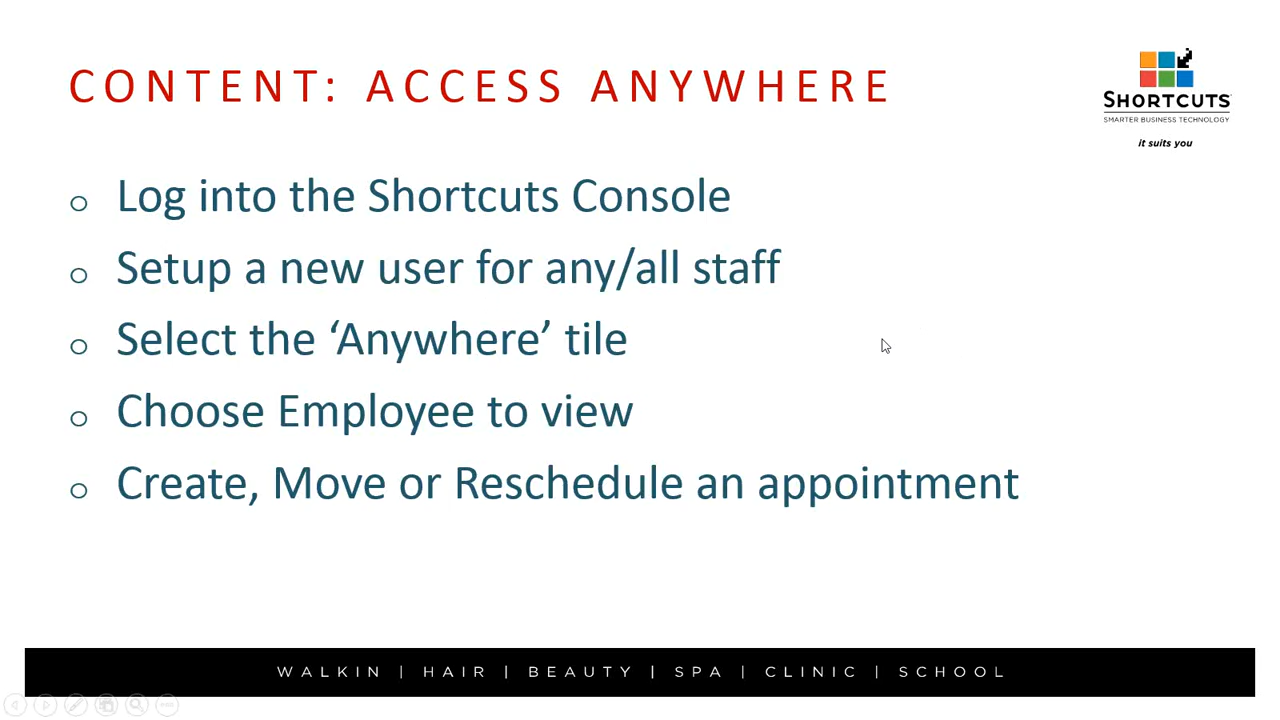 CONTENT: ACCESS ANYWHERE
SHORTCUTS
SMARTER BUSINESS TECHNOLOGY
it suits you
o Log into the Shortcuts Console
o Setup a new user for any/all staff
o Select the ‘Anywhere’ tile
o Choose Employee to view
o Create, Move or Reschedule an appointment
WALKIN | HAIR | BEAUTY | SPA | CLINIC | SCHOOL